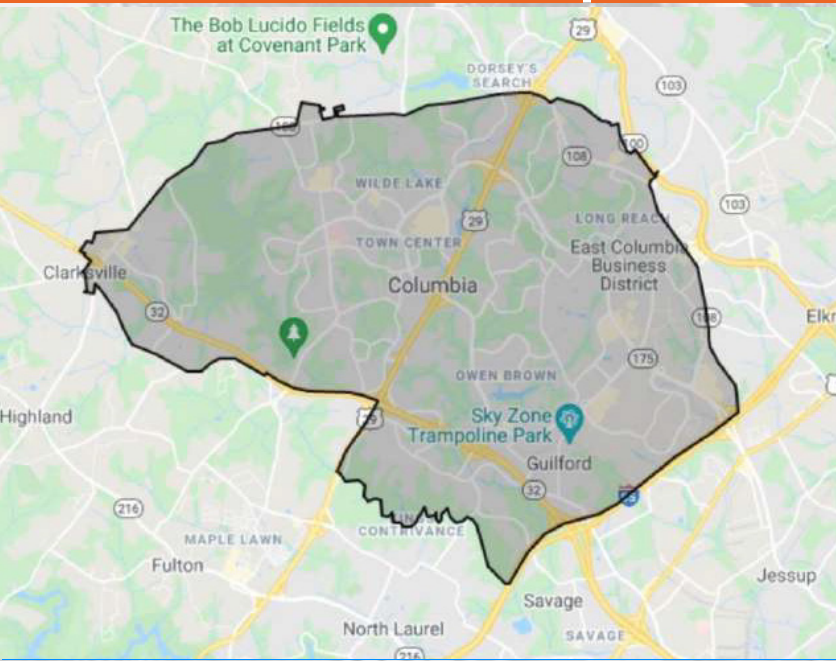 The Bob Lucido Fields
at Covenant Park
29
DORSEY'S
SEARCH
103
108
100
108
WILDE LAKE
103
29
LONG REACH
TOWN CENTER
East Columbia
Business
District
Clarksville
Columbia
32
108
Elkr
175
OWEN BROWN
Highland
29
Sky Zone
Trampoline Park
Guilford
32
95
216
CONTRIVANCE
MAPLE LAWN
Fulton
Jessup
Savage
North Laurel
SAVAGE
216